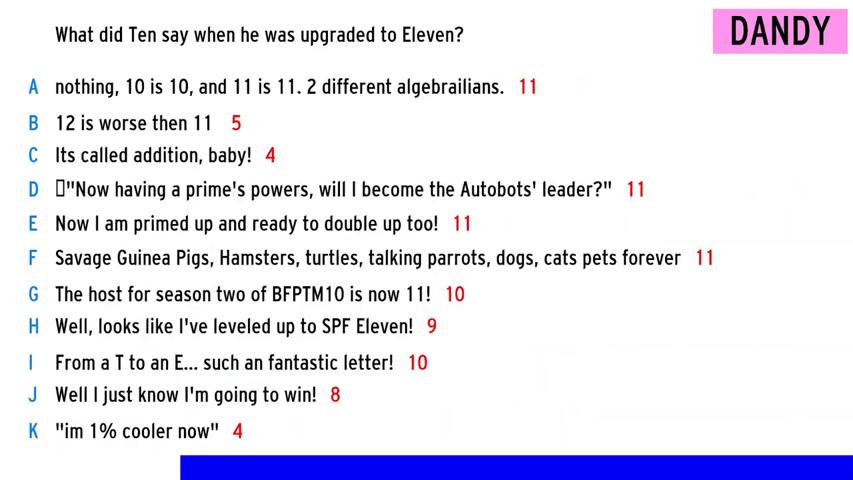 What did Ten say when he was upgraded to Eleven?
DANDY
A nothing, 10 is 10, and 11 is 11. 2 different algebrailians. 11
B 12 is worse then 11 5
C Its called addition, baby! 4
D "Now having a prime's powers, will I become the Autobots' leader?" 11
E Now I am primed up and ready to double up too! 11
F Savage Guinea Pigs, Hamsters, turtles, talking parrots, dogs, cats pets forever 11
G The host for season two of BFPTM10 is now 11! 10
H Well, looks like I've leveled up to SPF Eleven! 9
I From a T to an E... such an fantastic letter! 10
J Well I just know I'm going to win! 8
K "im 1% cooler now" 4